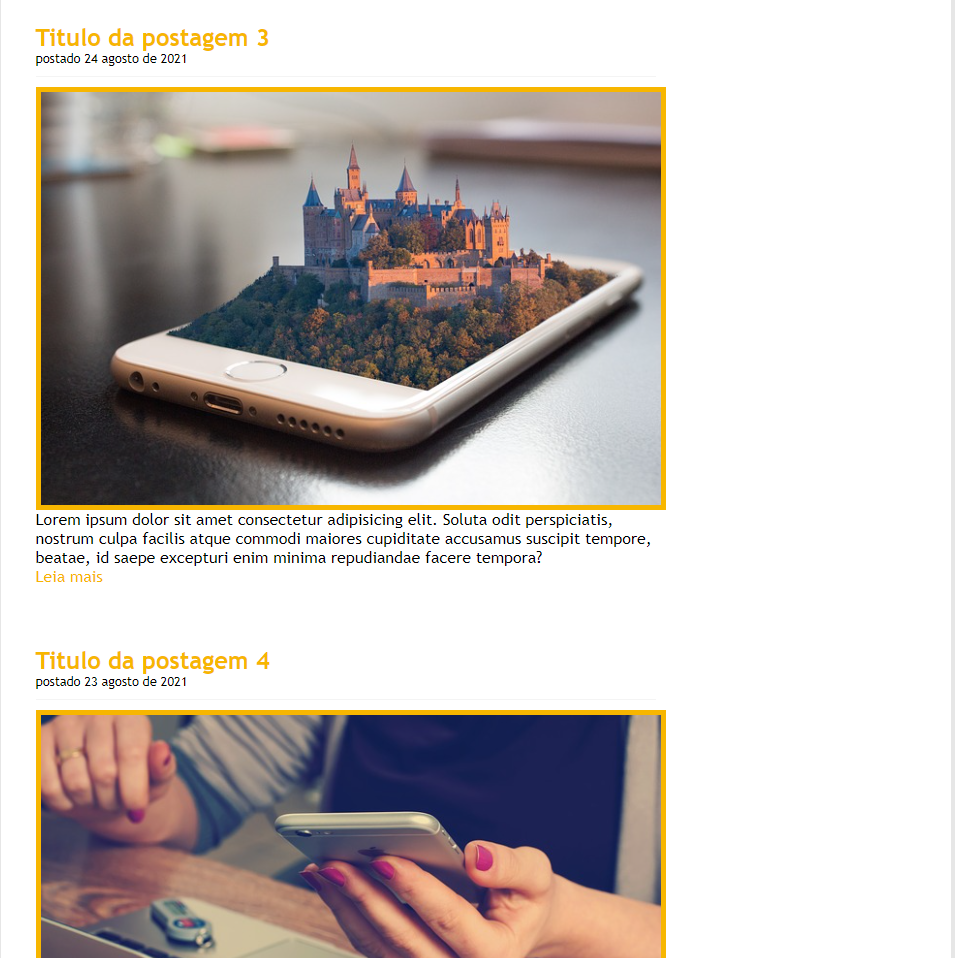 Titulo da postagem 3
postado 24 agosto de 2021
Lorem ipsum dolor sit amet consectetur adipisicing elit. Soluta odit perspiciatis,
nostrum culpa facilis atque commodi maiores cupiditate accusamus suscipit tempore,
beatae, id saepe excepturi enim minima repudiandae facere tempora?
Leia mais
Titulo da postagem 4
postado 23 agosto de 2021